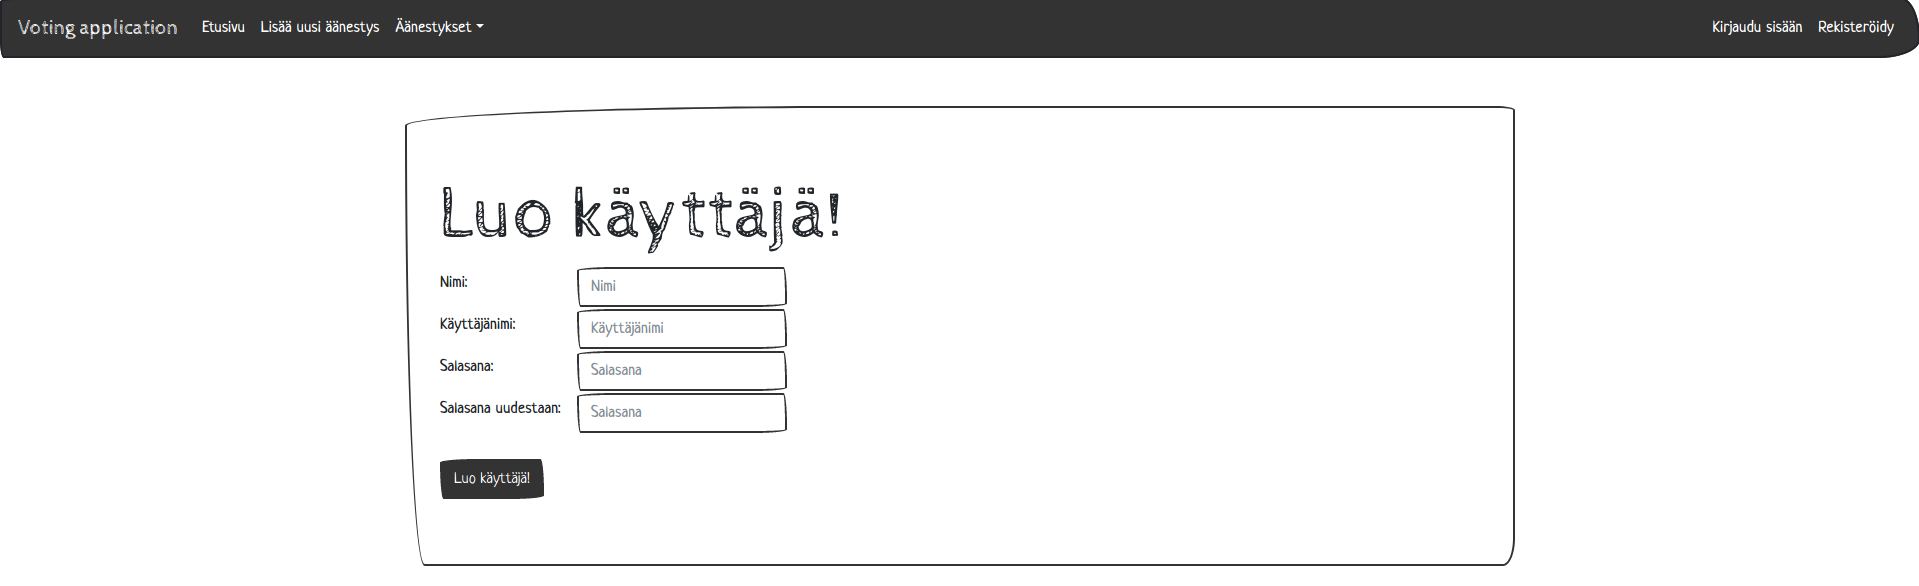 Voting application Etusivu Lisää uusi äänestys Äänestykset Kirjaudu sisään Rekisteröidy
Luo käyttäjä!
Nimi: Nimi
Käyttäjänimi: Käyttäjänimi
Salasana: Salasana
Salasana uudestaan: Salasana
Luo käyttäjä!